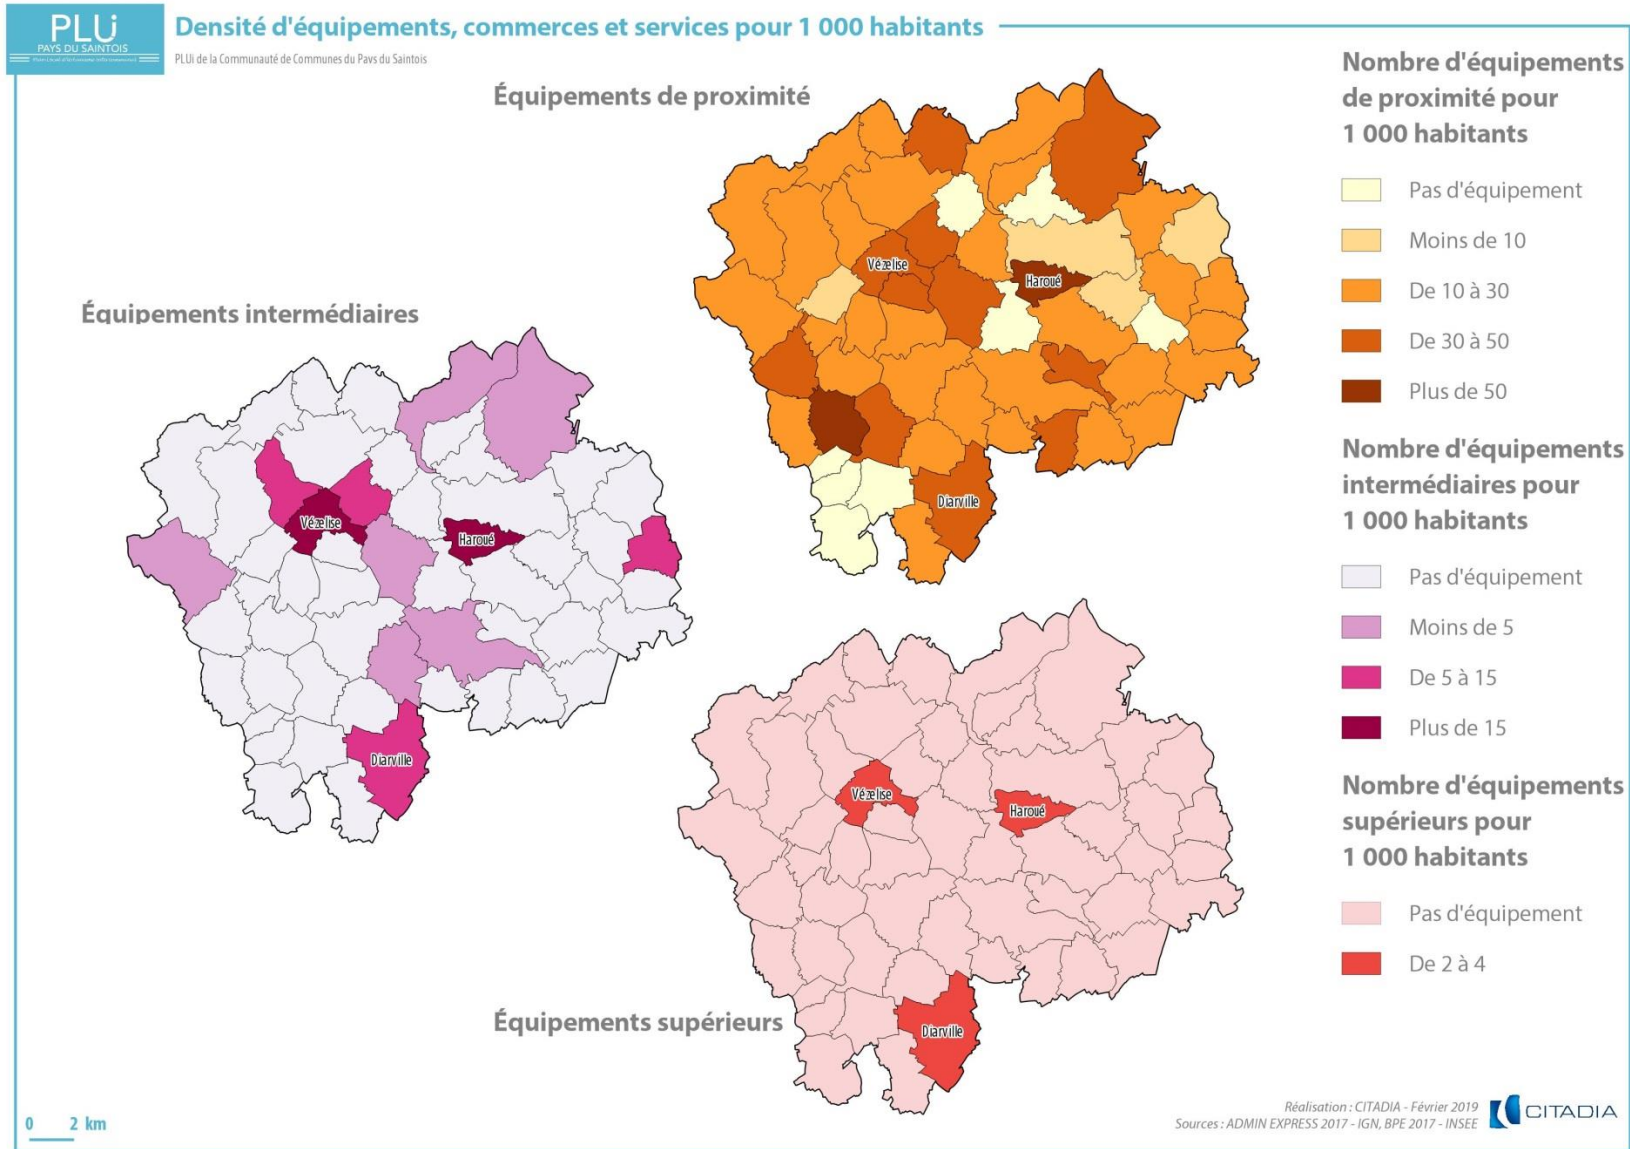 PLUi
PAYS DU SAINTOIS
Densité d'équipements, commerces et services pour 1 000 habitants
PLUi de la Communauté de Communes du Pays du Saintois
Équipements de proximité
Vézelise
Haroué
Diarville
Équipements intermédiaires
Vézelise
Haroué
Diarville
Équipements supérieurs
Vézelise
Haroué
Diarville
Nombre d'équipements
de proximité pour
1 000 habitants
Pas d'équipement
Moins de 10
De 10 à 30
De 30 à 50
Plus de 50
Nombre d'équipements
intermédiaires pour
1 000 habitants
Pas d'équipement
Moins de 5
De 5 à 15
Plus de 15
Nombre d'équipements
supérieurs pour
1 000 habitants
Pas d'équipement
De 2 à 4
0 2 km
Réalisation : CITADIA - Février 2019
Sources : ADMIN EXPRESS 2017 - IGN, BPE 2017 - INSEE
CITADIA